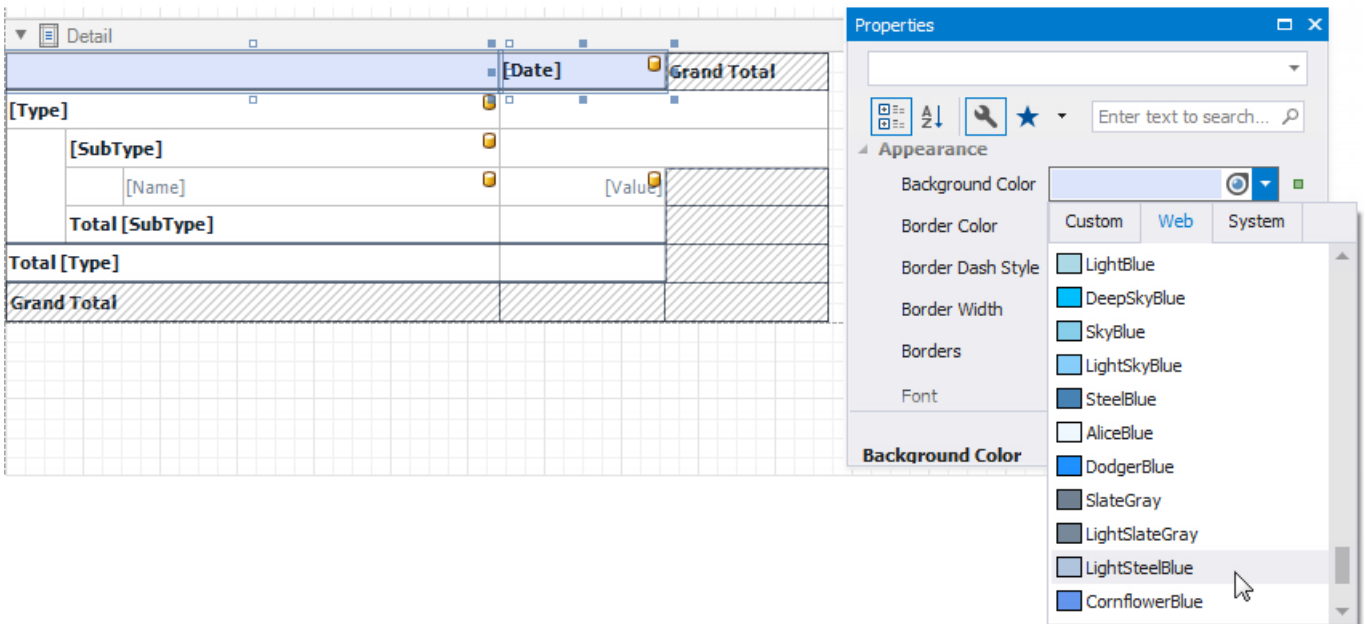 Detail
[Date]
Grand Total
[Type]
[SubType]
[Name]
[Value]
Total [SubType]
Total [Type]
Grand Total
Properties
Enter text to search...
Appearance
Background Color
Border Color
Border Dash Style
Border Width
Borders
Font
Background Color
Custom
Web
System
LightBlue
DeepSkyBlue
SkyBlue
LightSkyBlue
SteelBlue
AliceBlue
DodgerBlue
SlateGray
LightSlateGray
LightSteelBlue
CornflowerBlue